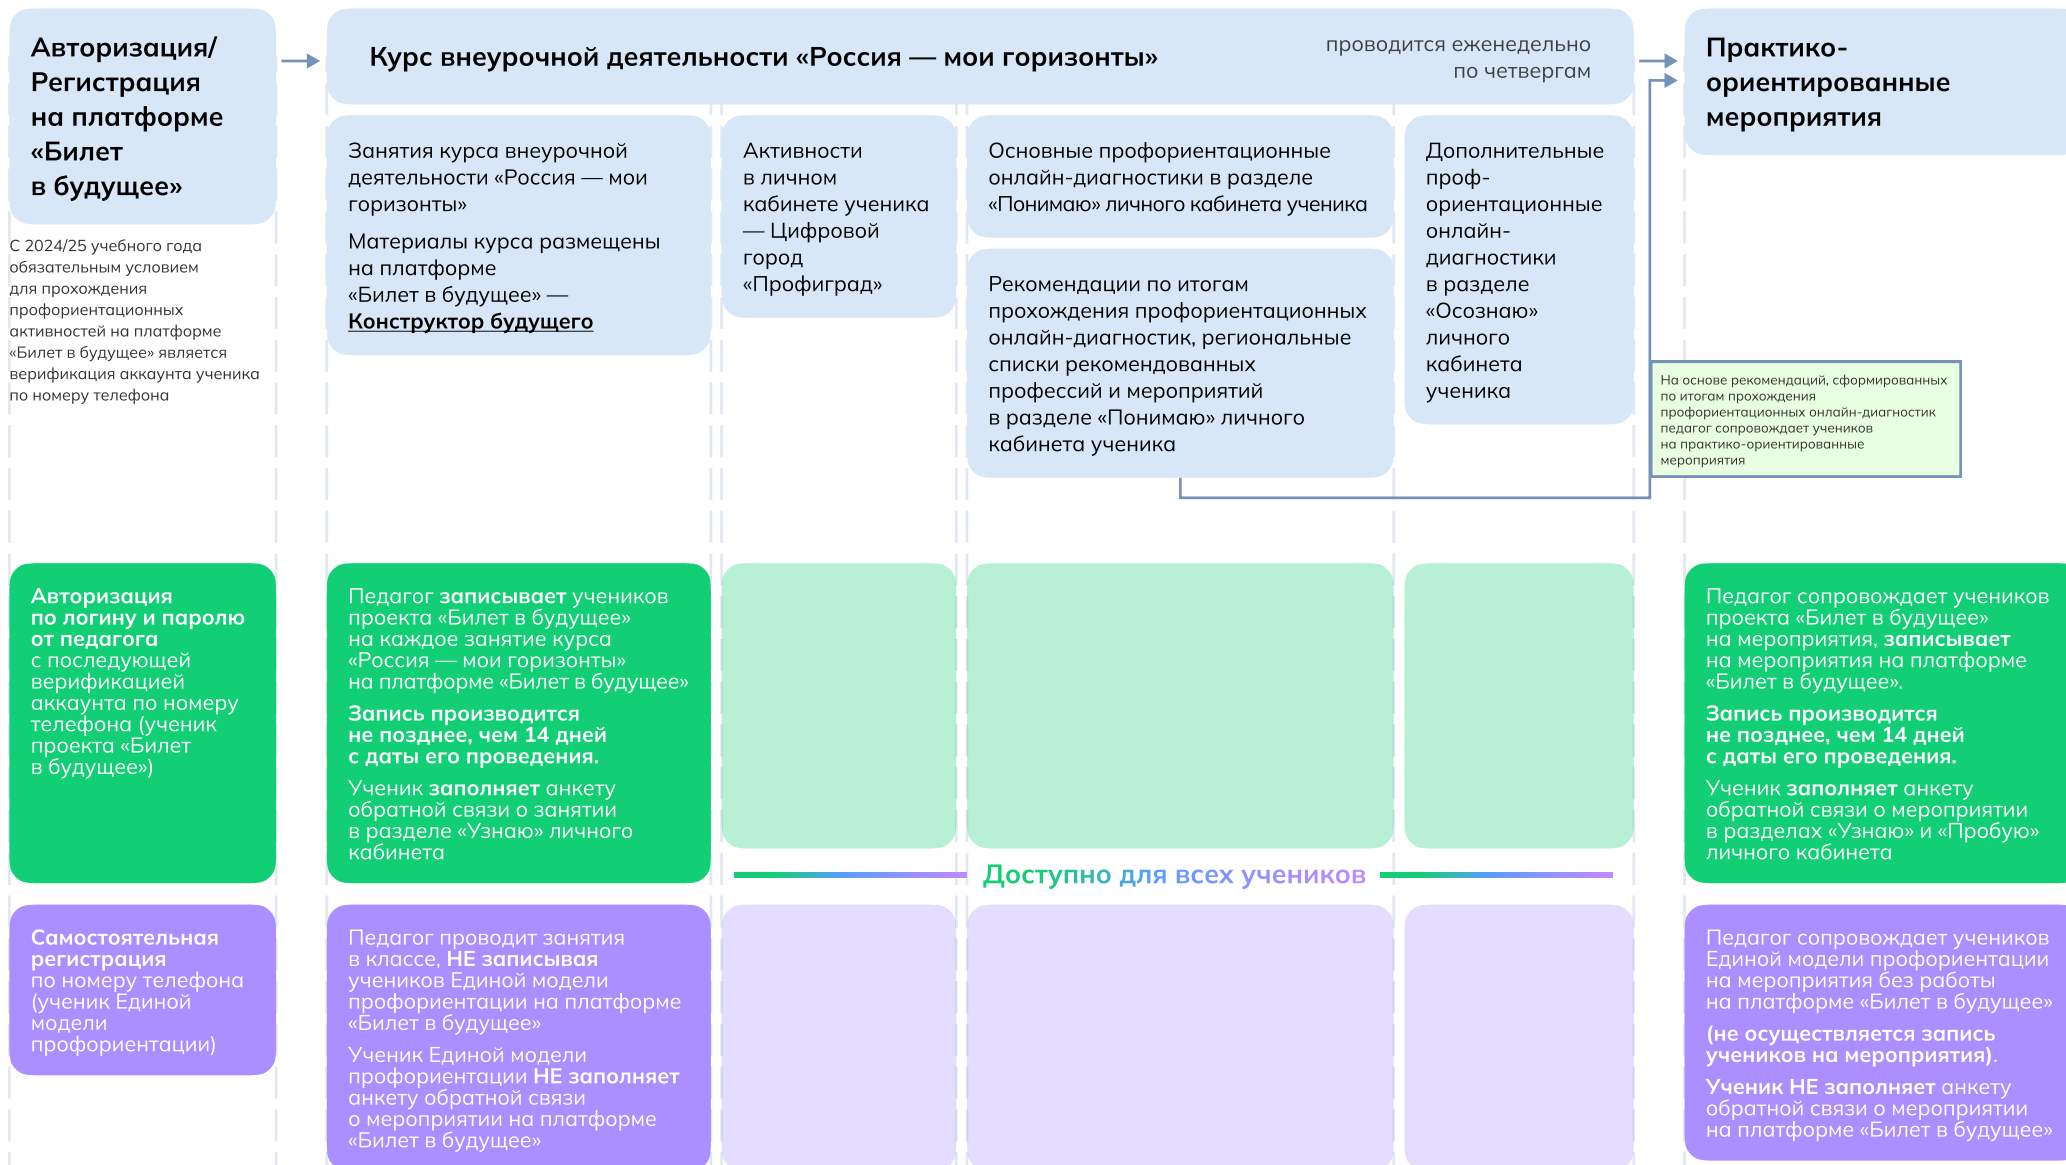 Авторизация/
Регистрация
на платформе
«Билет
в будущее»
С 2024/25 учебного года
обязательным условием
для прохождения
профориентационных
активностей на платформе
«Билет в будущее» является
верификация аккаунта ученика
по номеру телефона
Курс внеурочной деятельности «Россия — мои горизонты»
проводится еженедельно
по четвергам
Занятия курса внеурочной
деятельности «Россия — мои
горизонты»
Материалы курса размещены
на платформе
«Билет в будущее» —
Конструктор будущего
Активности
в личном
кабинете ученика
— Цифровой
город
«Профиград»
Основные профориентационные
онлайн-диагностики в разделе
«Понимаю» личного кабинета ученика
Рекомендации по итогам
прохождения профориентационных
онлайн-диагностик, региональные
списки рекомендованных
профессий и мероприятий
в разделе «Понимаю» личного
кабинета ученика
Дополнительные
проф-
ориентационные
онлайн-
диагностики
в разделе
«Осознаю»
личного
кабинета
ученика
Практико-
ориентированные
мероприятия
На основе рекомендаций, сформированных
по итогам прохождения
профориентационных онлайн-диагностик
педагог сопровождает учеников
на практико-ориентированные
мероприятия
Авторизация
по логину и паролю
от педагога
с последующей
верификацией
аккаунта по номеру
телефона (ученик
проекта «Билет
в будущее»)
Педагог записывает учеников
проекта «Билет в будущее»
на каждое занятие курса
«Россия — мои горизонты»
на платформе «Билет в будущее»
Запись производится
не позднее, чем 14 дней
с даты его проведения.
Ученик заполняет анкету
обратной связи о занятии
в разделе «Узнаю» личного
кабинета
Доступно для всех учеников
Педагог сопровождает учеников
проекта «Билет в будущее»
на мероприятия, записывает
на мероприятия на платформе
«Билет в будущее».
Запись производится
не позднее, чем 14 дней
с даты его проведения.
Ученик заполняет анкету
обратной связи о мероприятии
в разделах «Узнаю» и «Пробую»
личного кабинета
Самостоятельная
регистрация
по номеру телефона
(ученик Единой
модели
профориентации)
Педагог проводит занятия
в классе, НЕ записывая
учеников Единой модели
профориентации на платформе
«Билет в будущее»
Ученик Единой модели
профориентации НЕ заполняет
анкету обратной связи
о мероприятии на платформе
«Билет в будущее»
Педагог сопровождает учеников
Единой модели профориентации
на мероприятия без работы
на платформе «Билет в будущее»
(не осуществляется запись
учеников на мероприятия).
Ученик НЕ заполняет анкету
обратной связи о мероприятии
на платформе «Билет в будущее»